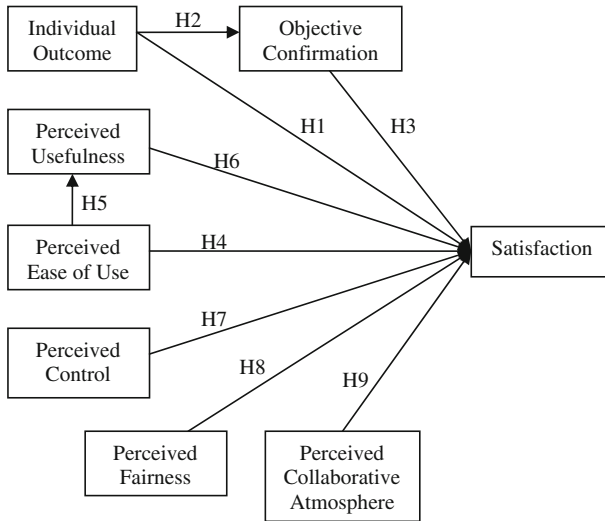 Individual
Outcome
H2
Objective
Confirmation
H1
H3
Perceived
Usefulness
H6
H5
Perceived
Ease of Use
H4
Satisfaction
Perceived
Control
H7
H8
H9
Perceived
Fairness
Perceived
Collaborative
Atmosphere